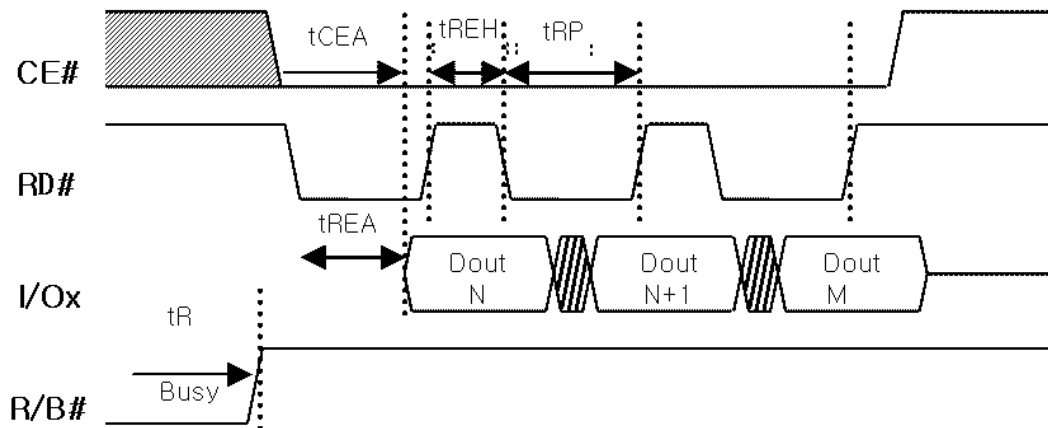 tCEA
tREH
tRP
CE#
RD#
tREA
Dout
N
Dout
N+1
Dout
M
I/Ox
tR
Busy
R/B#